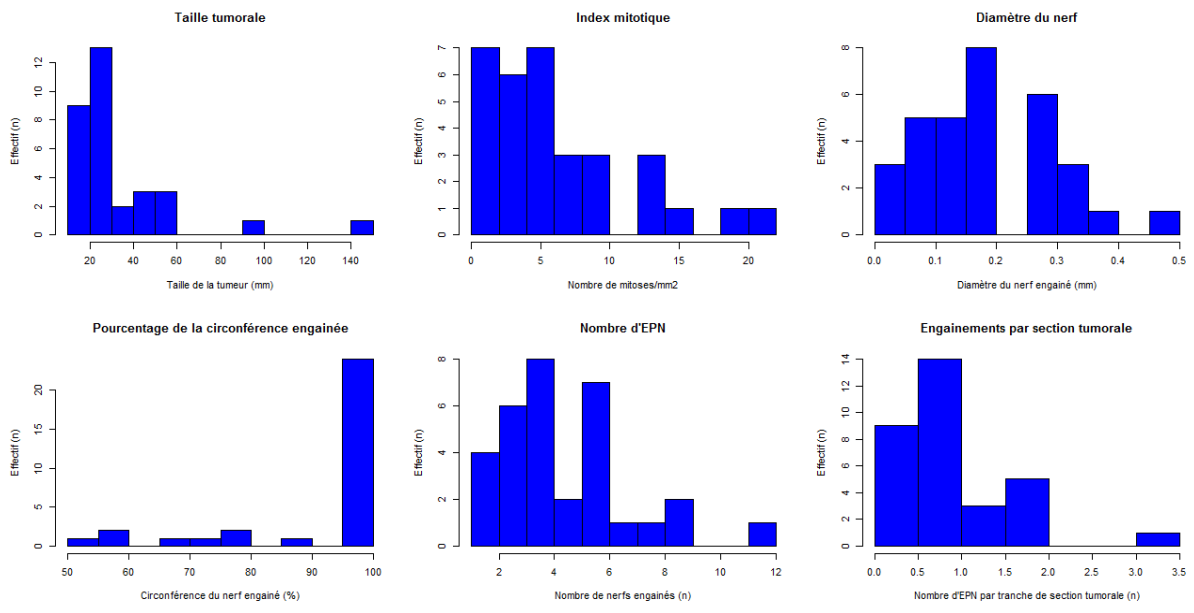 Taille tumorale
Index mitotique
Diamètre du nerf
Effectif (n)
0 2 4 6 8 10 12
20 40 60 80 100 120 140
Taille de la tumeur (mm)
Effectif (n)
0 1 2 3 4 5 6 7
0 5 10 15 20
Nombre de mitoses/mm2
Effectif (n)
0 2 4 6 8
0.0 0.1 0.2 0.3 0.4 0.5
Diamètre du nerf engainé (mm)
Pourcentage de la circonférence engainée
Nombre d'EPN
Engainements par section tumorale
Effectif (n)
0 5 10 15 20
50 60 70 80 90 100
Circonférence du nerf engainé (%)
Effectif (n)
0 2 4 6 8
2 4 6 8 10 12
Nombre de nerfs engainés (n)
Effectif (n)
0 2 4 6 8 10 12 14
0.0 0.5 1.0 1.5 2.0 2.5 3.0 3.5
Nombre d'EPN par tranche de section tumorale (n)